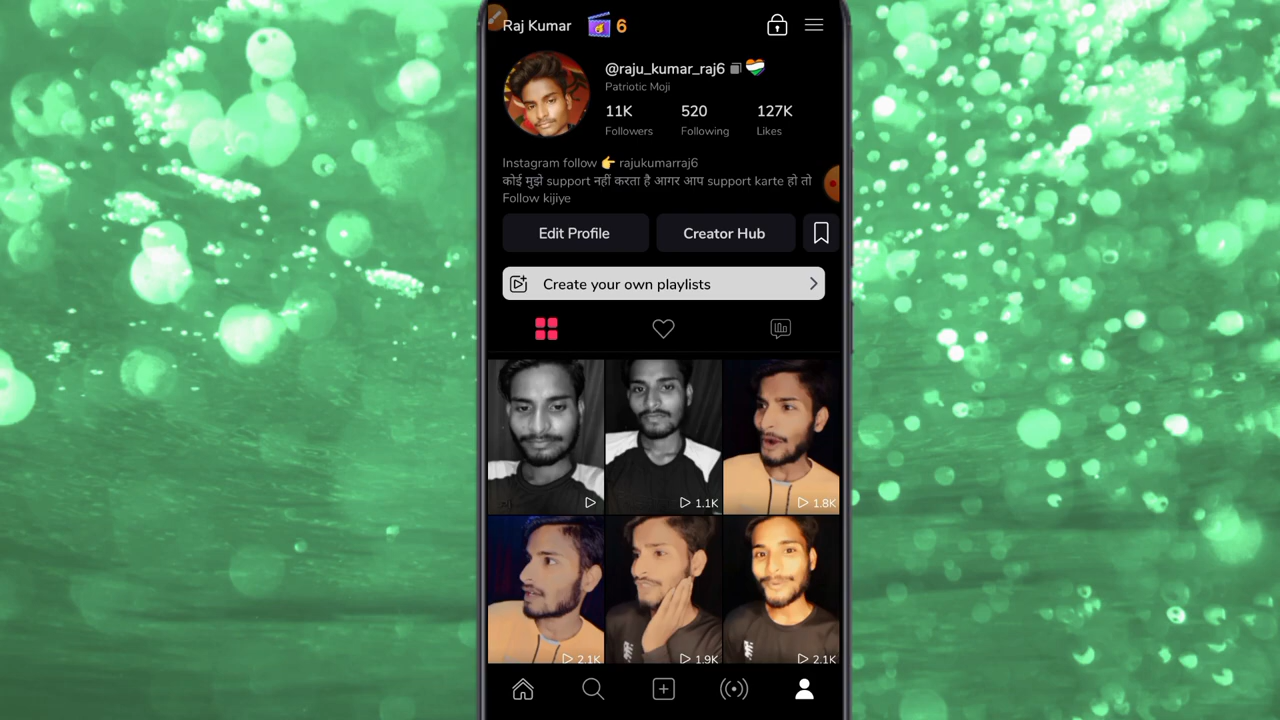 Raj Kumar 6
@raju_kumar_raj6
Patriotic Moji
11K 520 127K
Followers Following Likes
Instagram follow 👉 rajukumarraj6
कोई मुझे support नहीं करता है आगर आप support karte हो तो
Follow kijiye
Edit Profile Creator Hub
Create your own playlists
1.1K 1.8K
2.1K 1.9K 2.1K